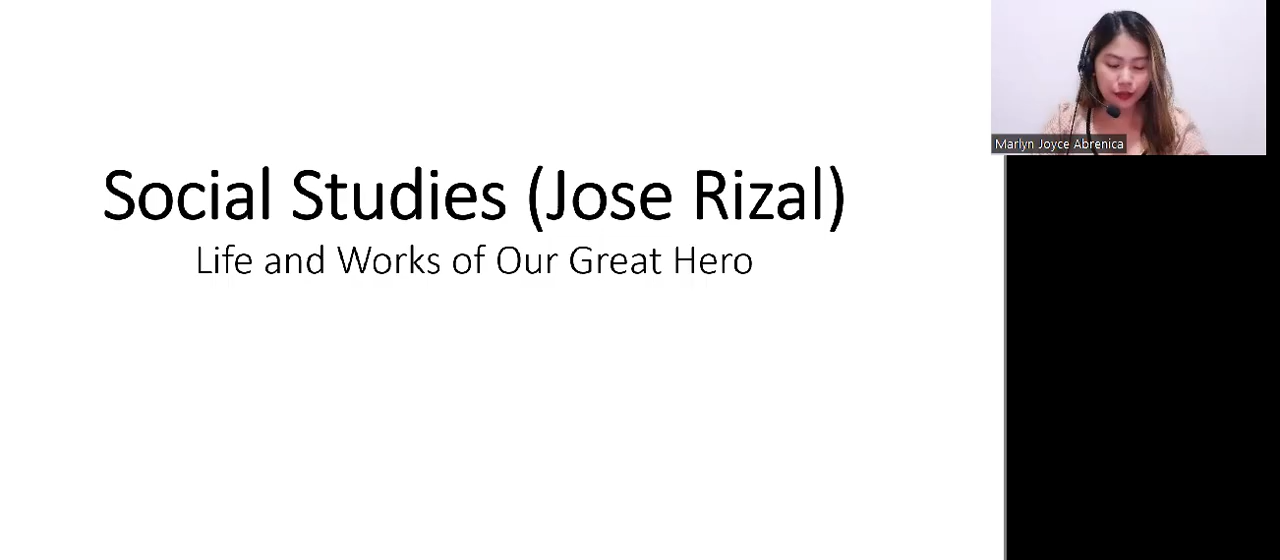 Social Studies (Jose Rizal)
Life and Works of Our Great Hero
Marlyn Joyce Abrenica